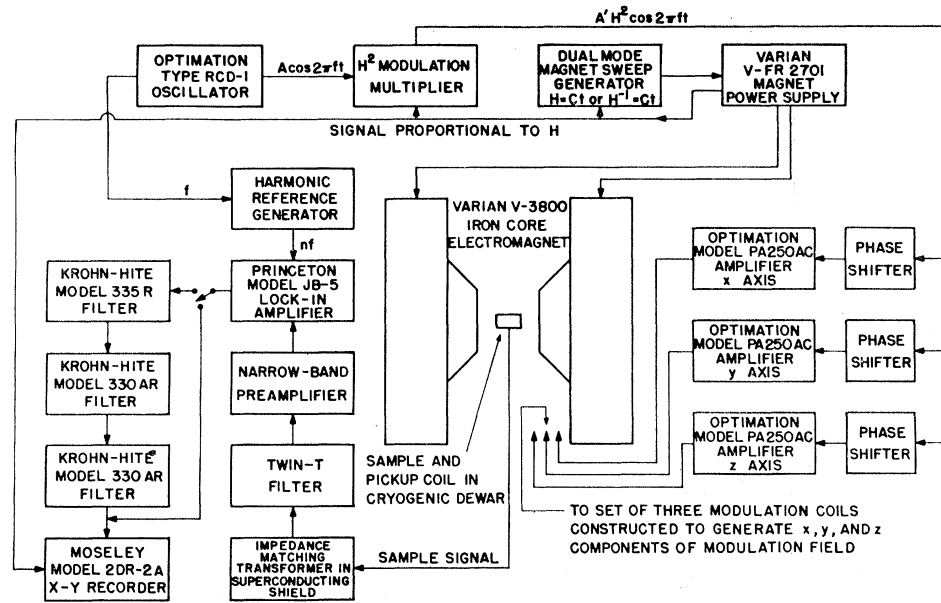 A'H²cos2πft
OPTIMATION
TYPE RCD-1
OSCILLATOR
Acos2πft
H² MODULATION
MULTIPLIER
DUAL MODE
MAGNET SWEEP
GENERATOR
H=Ct or H⁻¹=Ct
VARIAN
V-FR 2701
MAGNET
POWER SUPPLY
SIGNAL PROPORTIONAL TO H
f
HARMONIC
REFERENCE
GENERATOR
nf
VARIAN V-3800
IRON CORE
ELECTROMAGNET
KROHN-HITE
MODEL 335R
FILTER
PRINCETON
MODEL JB-5
LOCK-IN
AMPLIFIER
OPTIMATION
MODEL PA250AC
AMPLIFIER
x AXIS
PHASE
SHIFTER
KROHN-HITE
MODEL 330AR
FILTER
NARROW-BAND
PREAMPLIFIER
OPTIMATION
MODEL PA250AC
AMPLIFIER
y AXIS
PHASE
SHIFTER
KROHN-HITE
MODEL 330AR
FILTER
TWIN-T
FILTER
SAMPLE AND
PICKUP COIL IN
CRYOGENIC DEWAR
OPTIMATION
MODEL PA250AC
AMPLIFIER
z AXIS
PHASE
SHIFTER
TO SET OF THREE MODULATION COILS
CONSTRUCTED TO GENERATE x, y, AND z
COMPONENTS OF MODULATION FIELD
MOSELEY
MODEL 2DR-2A
X-Y RECORDER
IMPEDANCE
MATCHING
TRANSFORMER IN
SUPERCONDUCTING
SHIELD
SAMPLE SIGNAL